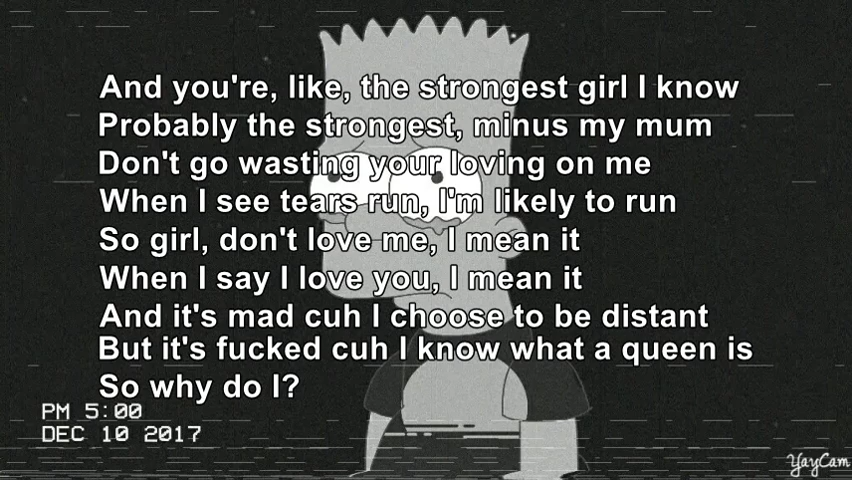 And you're, like, the strongest girl I know
Probably the strongest, minus my mum
Don't go wasting your loving on me
When I see tears run, I'm likely to run
So girl, don't love me, I mean it
When I say I love you, I mean it
And it's mad cuh I choose to be distant
But it's fucked cuh I know what a queen is
So why do I?
PM 5:00
DEC 10 2017
YayCam